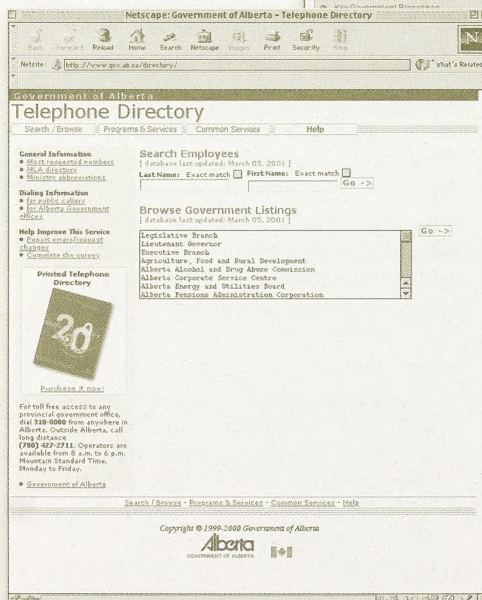 Key Government Processes
Netscape: Government of Alberta - Telephone Directory
Back Forward Reload Home Search Netscape Images Print Security Stop
Netsite: http://www.gov.ab.ca/directory/ What's Related
Government of Alberta
Telephone Directory
Search / Browse Programs & Services Common Services Help
General Information
Most requested numbers
MLA directory
Ministry abbreviations
Dialing Information
for public callers
for Alberta Government
offices
Help Improve This Service
Report errors/request
changes
Complete the survey
Printed Telephone
Directory
Purchase it now!
For toll free access to any
provincial government office,
dial 310-0000 from anywhere in
Alberta. Outside Alberta, call
long distance
(780) 427-2711. Operators are
available from 8 a.m. to 6 p.m.
Mountain Standard Time,
Monday to Friday.
Government of Alberta
Search Employees
[ database last updated: March 05, 2001 ]
Last Name: Exact match First Name: Exact match
Go ->
Browse Government Listings
[ database last updated: March 05, 2001 ]
Go ->
Legislative Branch
Lieutenant Governor
Executive Branch
Agriculture, Food and Rural Development
Alberta Alcohol and Drug Abuse Commission
Alberta Corporate Service Centre
Alberta Energy and Utilities Board
Alberta Pensions Administration Corporation
Search / Browse - Programs & Services - Common Services - Help
Copyright © 1999-2000 Government of Alberta
Alberta
GOVERNMENT OF ALBERTA